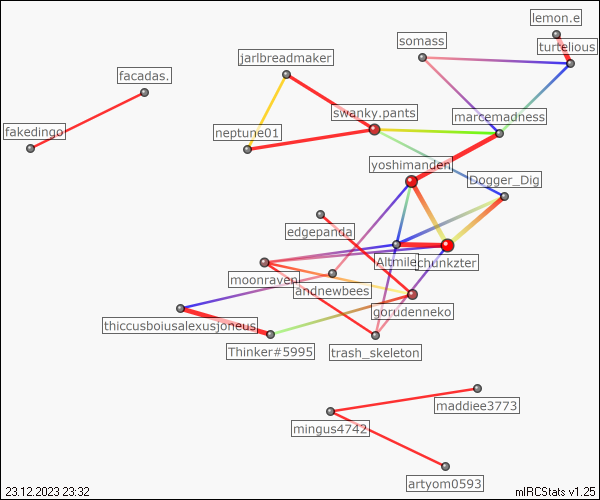 lemon.e
somass
turtelious
jarlbreadmaker
facadas.
swanky.pants
marcemadness
fakedingo
neptune01
yoshimanden
Dogger_Dig
edgepanda
Altmile
chunkzter
moonraven
andnewbees
gorudenneko
thiccusboiusalexusjoneus
Thinker#5995
trash_skeleton
maddiee3773
mingus4742
artyom0593
23.12.2023 23:32
mIRCStats v1.25